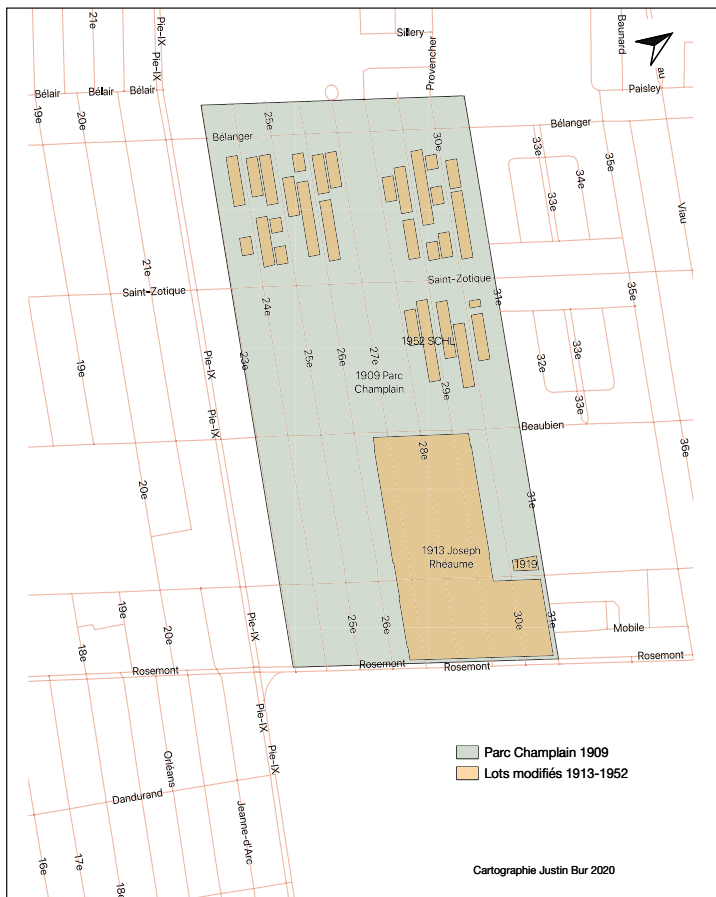 Sillery
Baunard
21e
Pie-IX
Pie-IX
Provencher
au
Bélair
Bélair
Bélair
Paisley
19e
20e
25e
Bélanger
30e
Bélanger
33e
35e
34e
33e
Viau
21e
Saint-Zotique
24e
Saint-Zotique
31e
35e
19e
Pie-IX
23e
25e
26e
27e
1952 SCHL
1909 Parc
Champlain
29e
32e
33e
33e
Pie-IX
Beaubien
36e
28e
20e
31e
1913 Joseph
Rhéaume
1919
19e
18e
20e
Pie-IX
25e
26e
30e
31e
Mobile
Rosemont
Rosemont
Rosemont
Rosemont
Pie-IX
Pie-IX
Orléans
Dandurand
Jeanne-d'Arc
16e
17e
18e
Parc Champlain 1909
Lots modifiés 1913-1952
Cartographie Justin Bur 2020